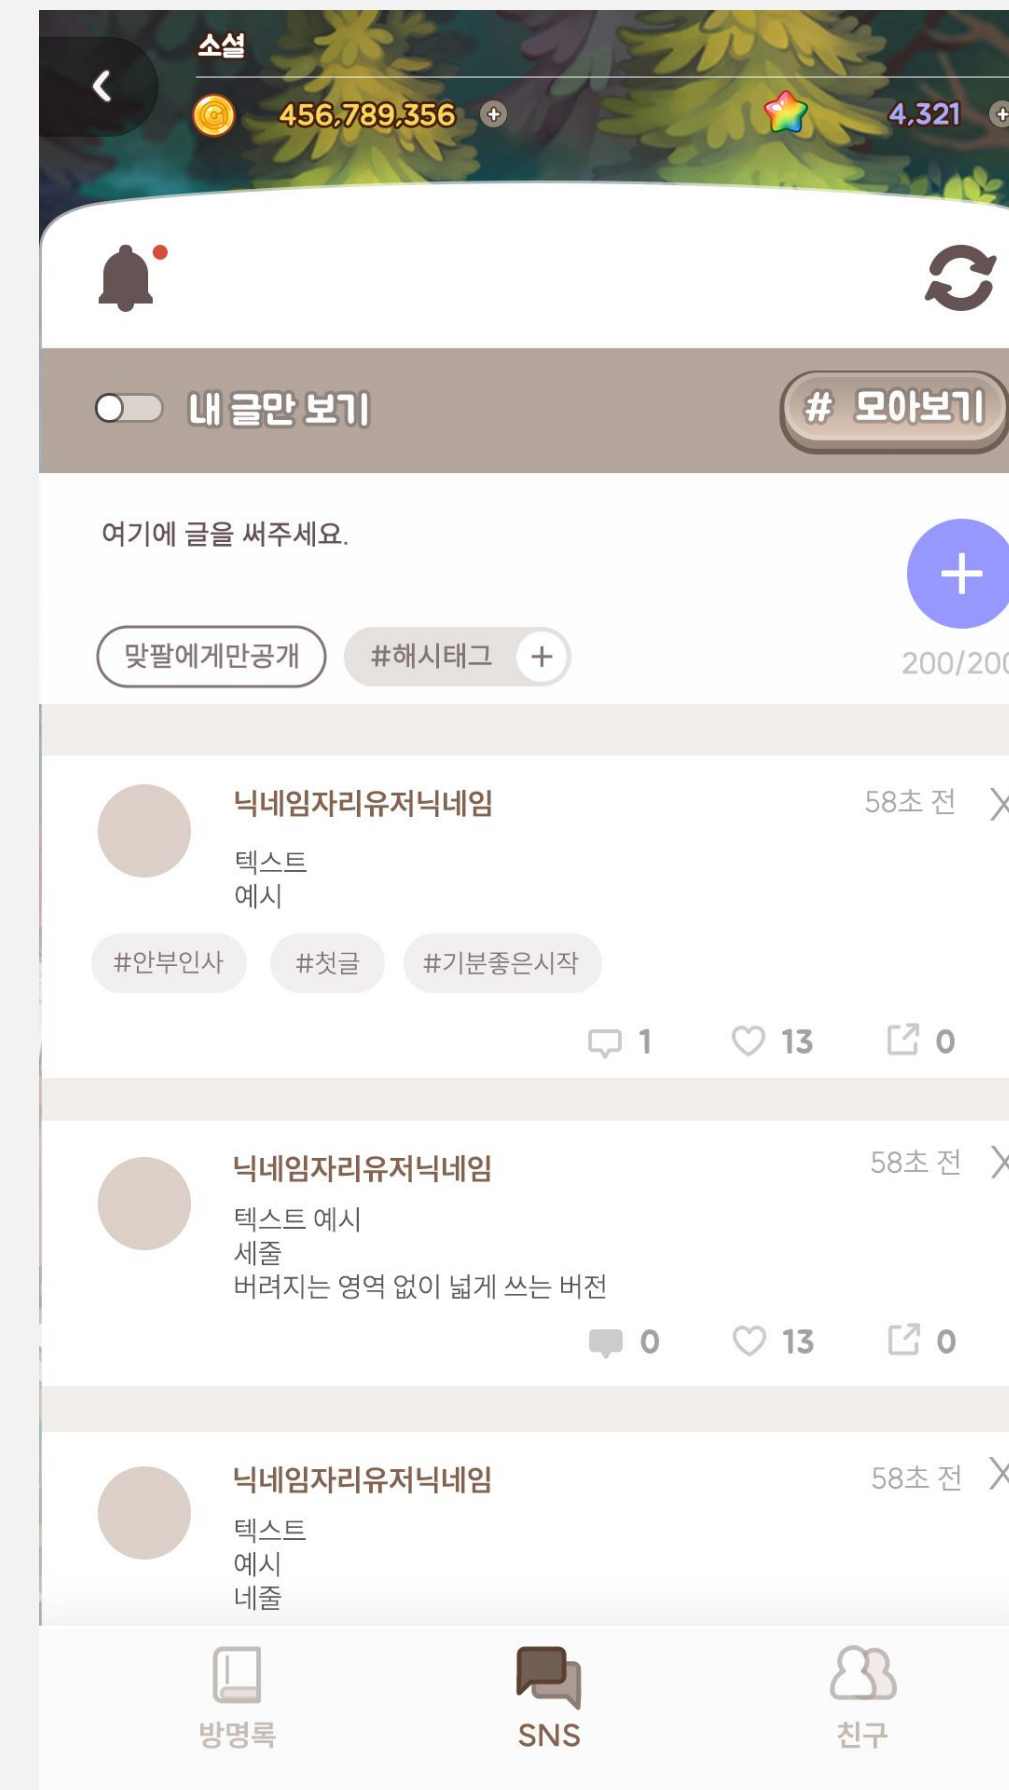 소셜
456,789,356
4,321
내 글만 보기
# 모아보기
여기에 글을 써주세요.
맞팔에게만공개 #해시태그 +
200/200
닉네임자리유저닉네임 58초 전
텍스트
예시
#안부인사 #첫글 #기분좋은시작
1 13 0
닉네임자리유저닉네임 58초 전
텍스트 예시
세줄
버려지는 영역 없이 넓게 쓰는 버전
0 13 0
닉네임자리유저닉네임 58초 전
텍스트
예시
네줄
방명록 SNS 친구